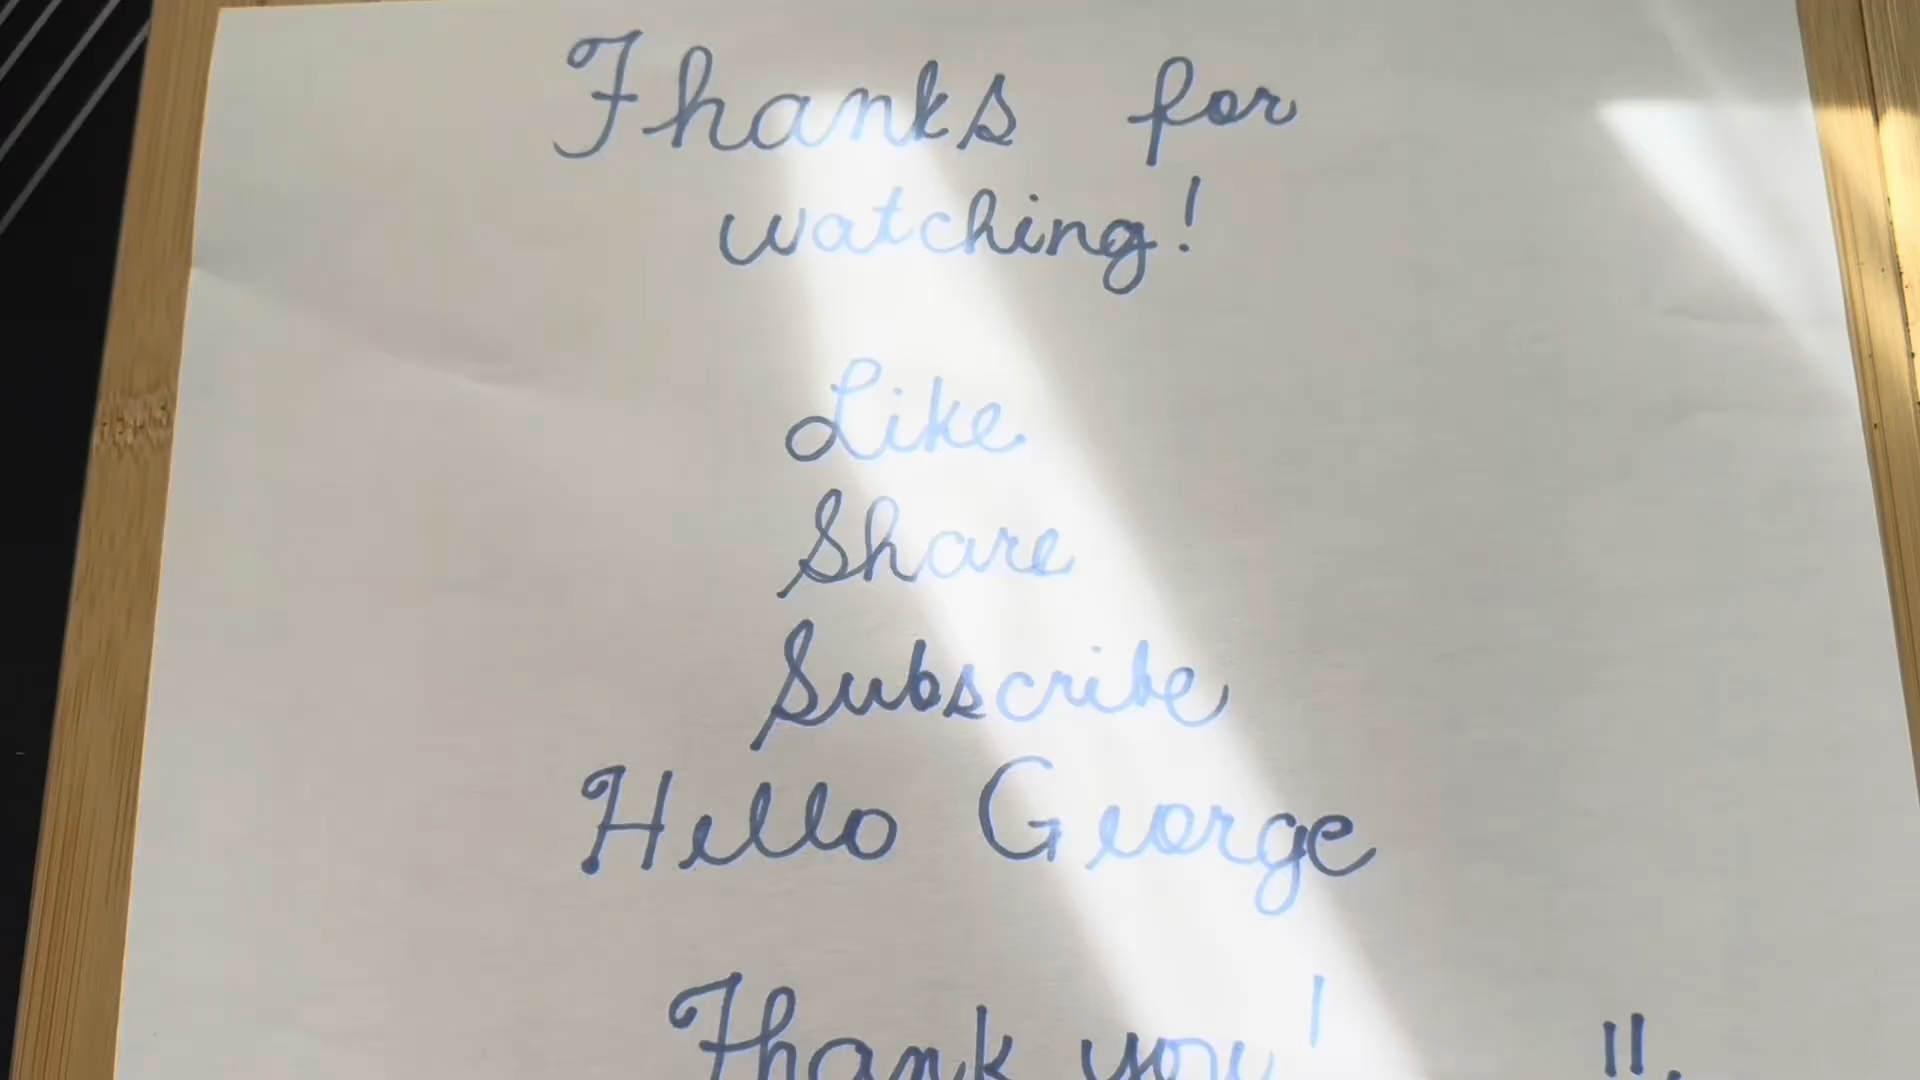 Thanks for
watching!
Like
Share
Subscribe
Hello George
Thank you!